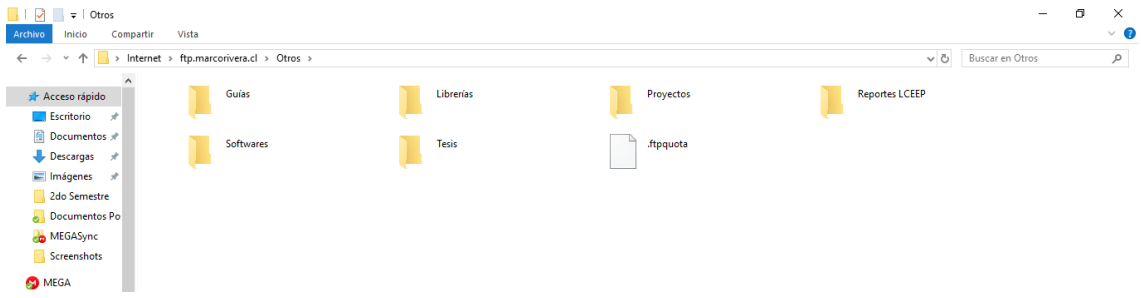 Otros
Archivo Inicio Compartir Vista
Internet > ftp.marcorivera.cl > Otros >
Buscar en Otros
Acceso rápido
Escritorio
Documentos
Descargas
Imágenes
2do Semestre
Documentos Po
MEGASync
Screenshots
MEGA
Guías Librerías Proyectos Reportes LCEEP
Softwares Tesis .ftpquota